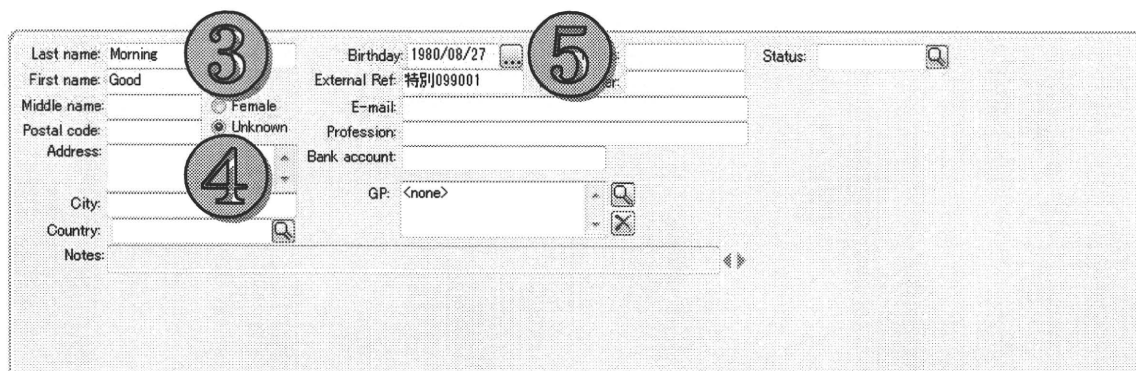 Last name: Morning 3 Birthday: 1980/08/27 ... 5 Status:
First name: Good External Ref: 特別099001
Middle name: Female E-mail:
Postal code: Unknown Profession:
Address: 4 Bank account:
City: GP: <none>
Country:
Notes: